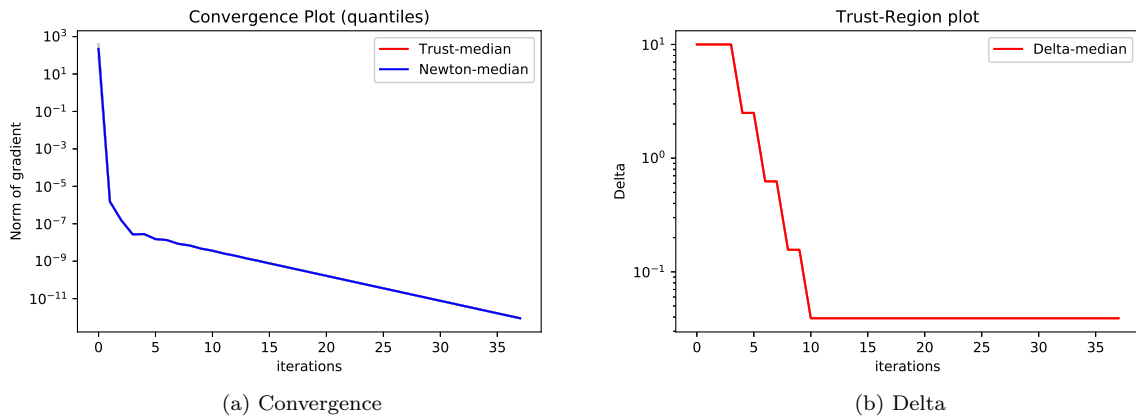 Convergence Plot (quantiles)
Norm of gradient
10^3
10^1
10^-1
10^-3
10^-5
10^-7
10^-9
10^-11
Trust-median
Newton-median
0 5 10 15 20 25 30 35
iterations
(a) Convergence
Trust-Region plot
Delta
10^1
10^0
10^-1
Delta-median
0 5 10 15 20 25 30 35
iterations
(b) Delta